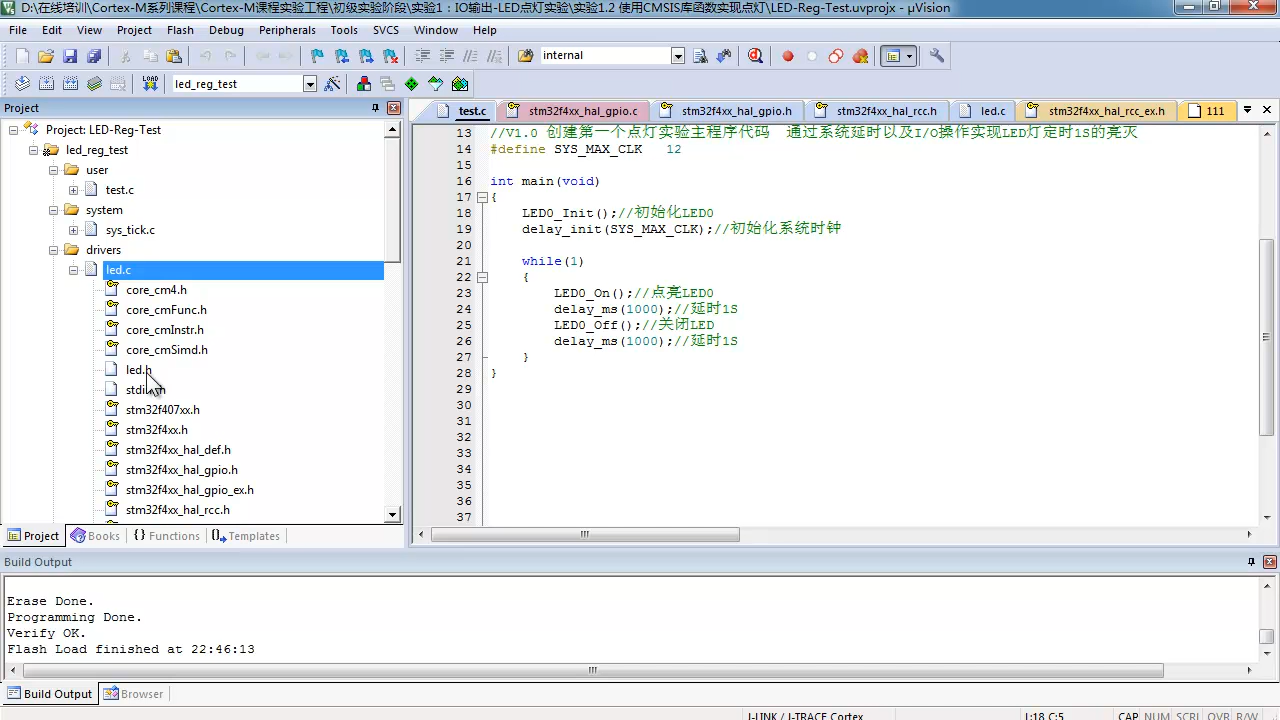 D:\在线培训\Cortex-M系列课程\Cortex-M课程实验工程\初级实验阶段\实验1：IO输出-LED点灯实验\实验1.2 使用CMSIS库函数实现点灯\LED-Reg-Test.uvprojx - µVision
File Edit View Project Flash Debug Peripherals Tools SVCS Window Help
internal
LOAD led_reg_test
Project
test.c stm32f4xx_hal_gpio.c stm32f4xx_hal_gpio.h stm32f4xx_hal_rcc.h led.c stm32f4xx_hal_rcc_ex.h 111
Project: LED-Reg-Test
led_reg_test
user
test.c
system
sys_tick.c
drivers
led.c
core_cm4.h
core_cmFunc.h
core_cmInstr.h
core_cmSimd.h
led.h
stm32f407xx.h
stm32f4xx.h
stm32f4xx_hal_def.h
stm32f4xx_hal_gpio.h
stm32f4xx_hal_gpio_ex.h
stm32f4xx_hal_rcc.h
13 //V1.0 创建第一个点灯实验主程序代码 通过系统延时以及I/O操作实现LED灯定时1S的亮灭
14 #define SYS_MAX_CLK 12
15
16 int main(void)
17 {
18 LED0_Init();//初始化LED0
19 delay_init(SYS_MAX_CLK);//初始化系统时钟
20
21 while(1)
22 {
23 LED0_On();//点亮LED0
24 delay_ms(1000);//延时1S
25 LED0_Off();//关闭LED
26 delay_ms(1000);//延时1S
27 }
28 }
29
30
31
32
33
34
35
36
37
Project Books {} Functions Templates
Build Output
Erase Done.
Programming Done.
Verify OK.
Flash Load finished at 22:46:13
Build Output Browser
J-LINK / J-TRACE Cortex L:18 C:5 CAP NUM SCRL OVR R/W